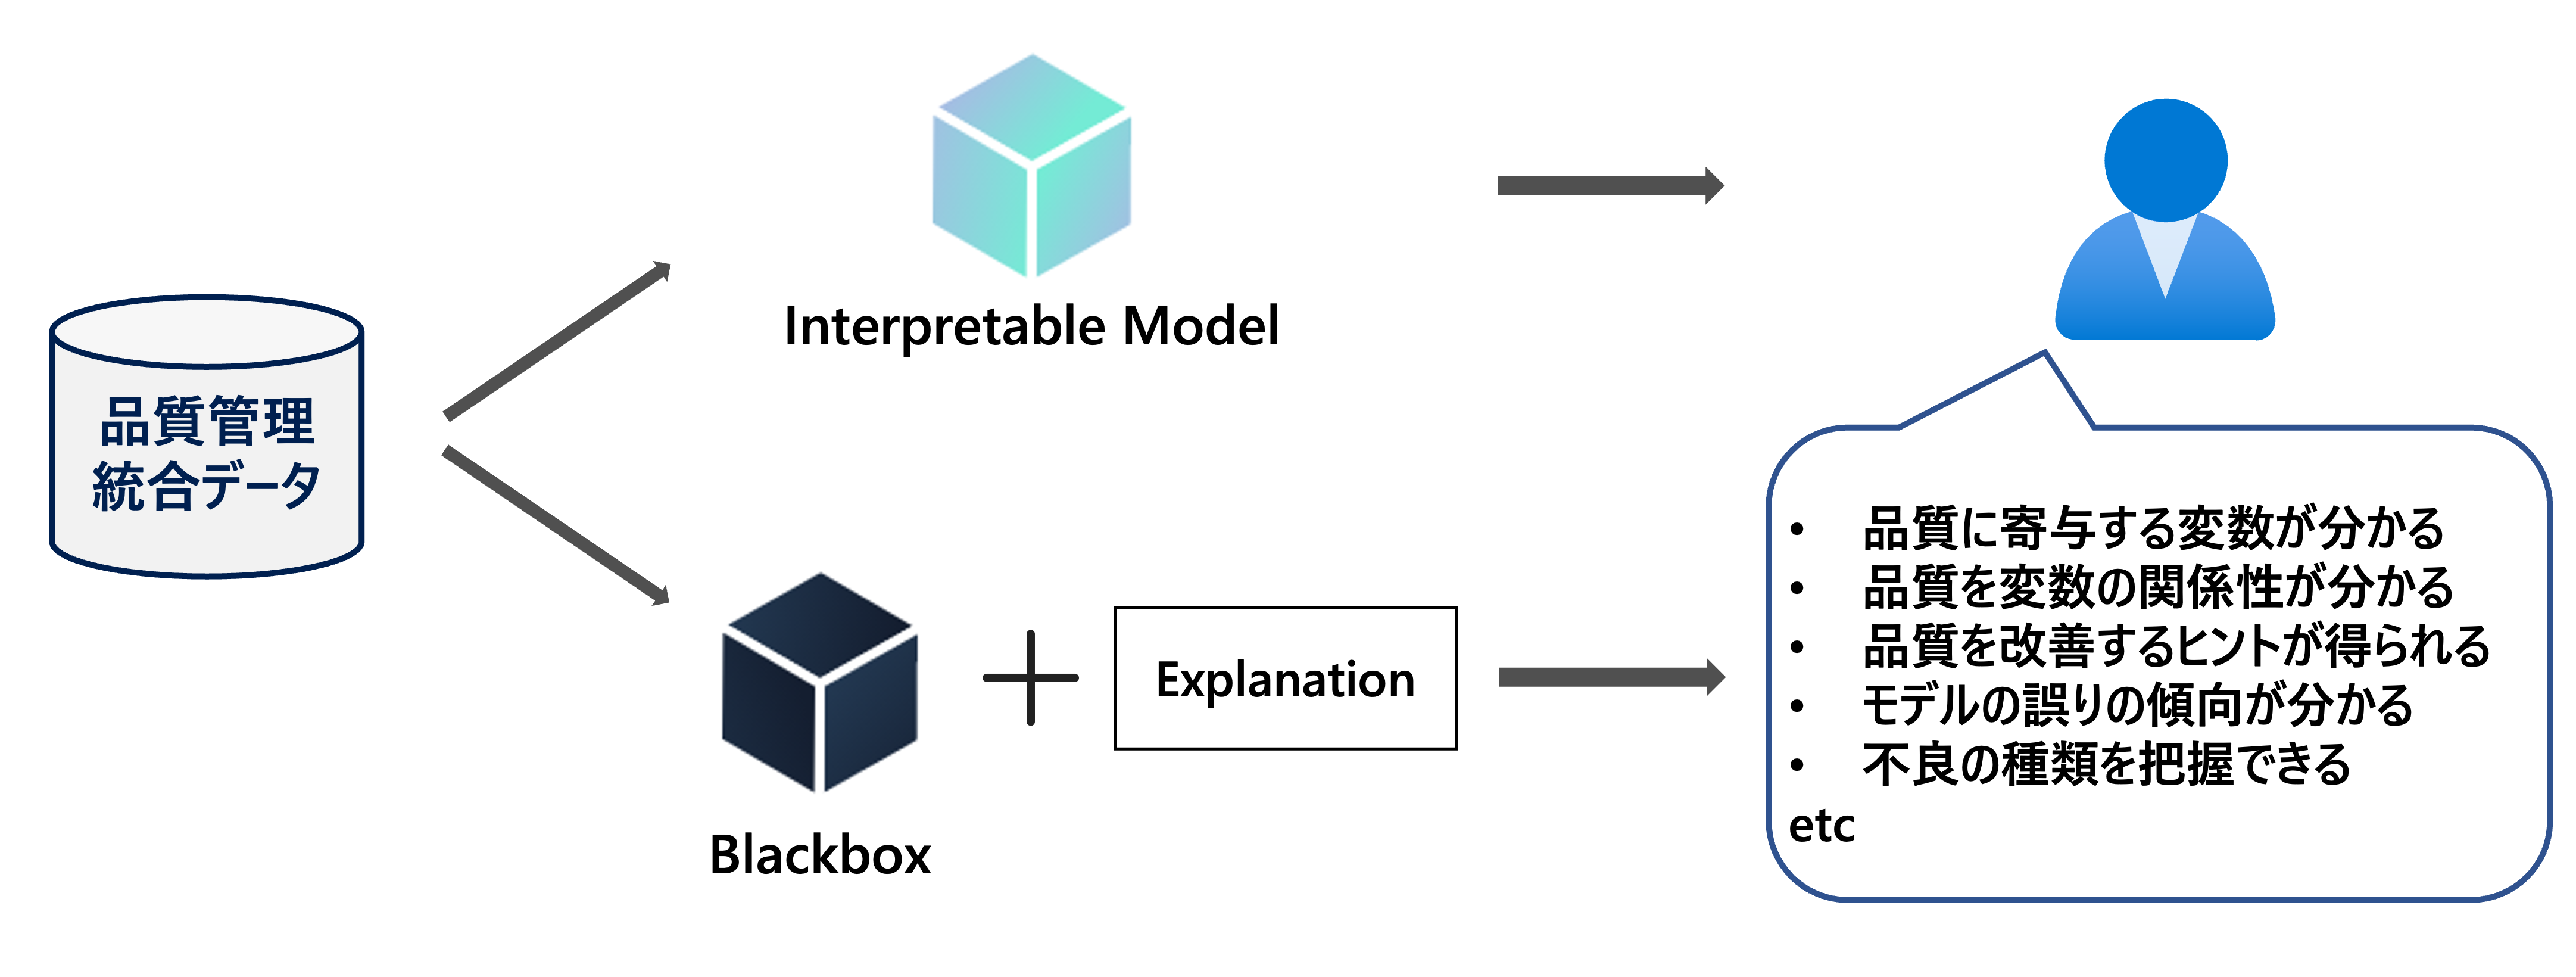 品質管理
統合データ
Interpretable Model
Blackbox
Explanation
• 品質に寄与する変数が分かる
• 品質を変数の関係性が分かる
• 品質を改善するヒントが得られる
• モデルの誤りの傾向が分かる
• 不良の種類を把握できる
etc